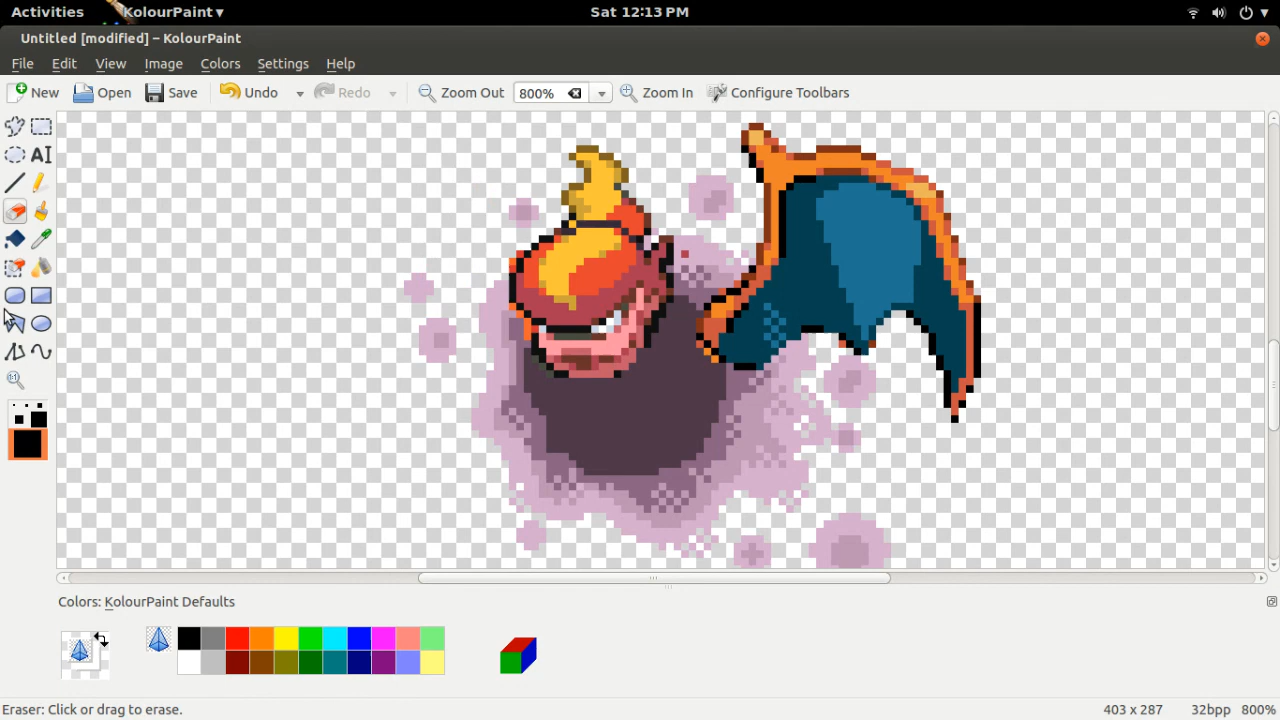 Activities KolourPaint ▾ Sat 12:13 PM
Untitled [modified] – KolourPaint
File Edit View Image Colors Settings Help
New Open Save Undo Redo Zoom Out 800% Zoom In Configure Toolbars
Colors: KolourPaint Defaults
Eraser: Click or drag to erase. 403 x 287 32bpp 800%